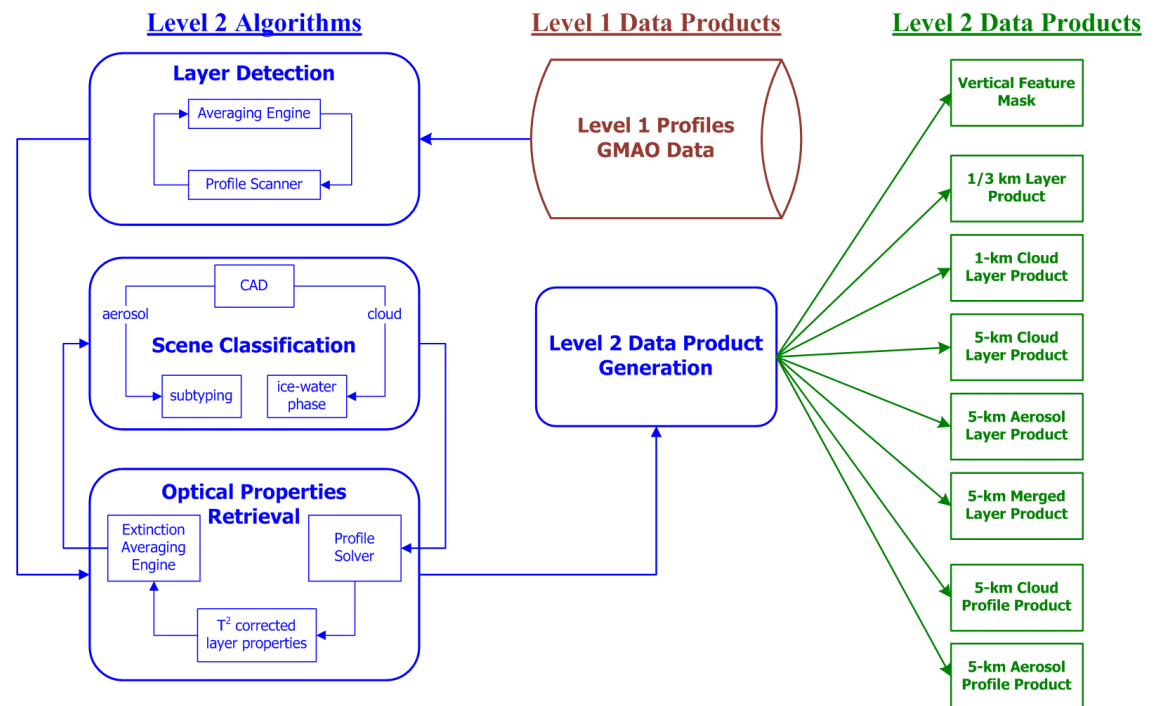 Level 2 Algorithms
Level 1 Data Products
Level 2 Data Products
Layer Detection
Averaging Engine
Profile Scanner
Level 1 Profiles
GMAO Data
CAD
aerosol
cloud
Scene Classification
subtyping
ice-water
phase
Optical Properties
Retrieval
Extinction
Averaging
Engine
Profile
Solver
T² corrected
layer properties
Level 2 Data Product
Generation
Vertical Feature
Mask
1/3 km Layer
Product
1-km Cloud
Layer Product
5-km Cloud
Layer Product
5-km Aerosol
Layer Product
5-km Merged
Layer Product
5-km Cloud
Profile Product
5-km Aerosol
Profile Product